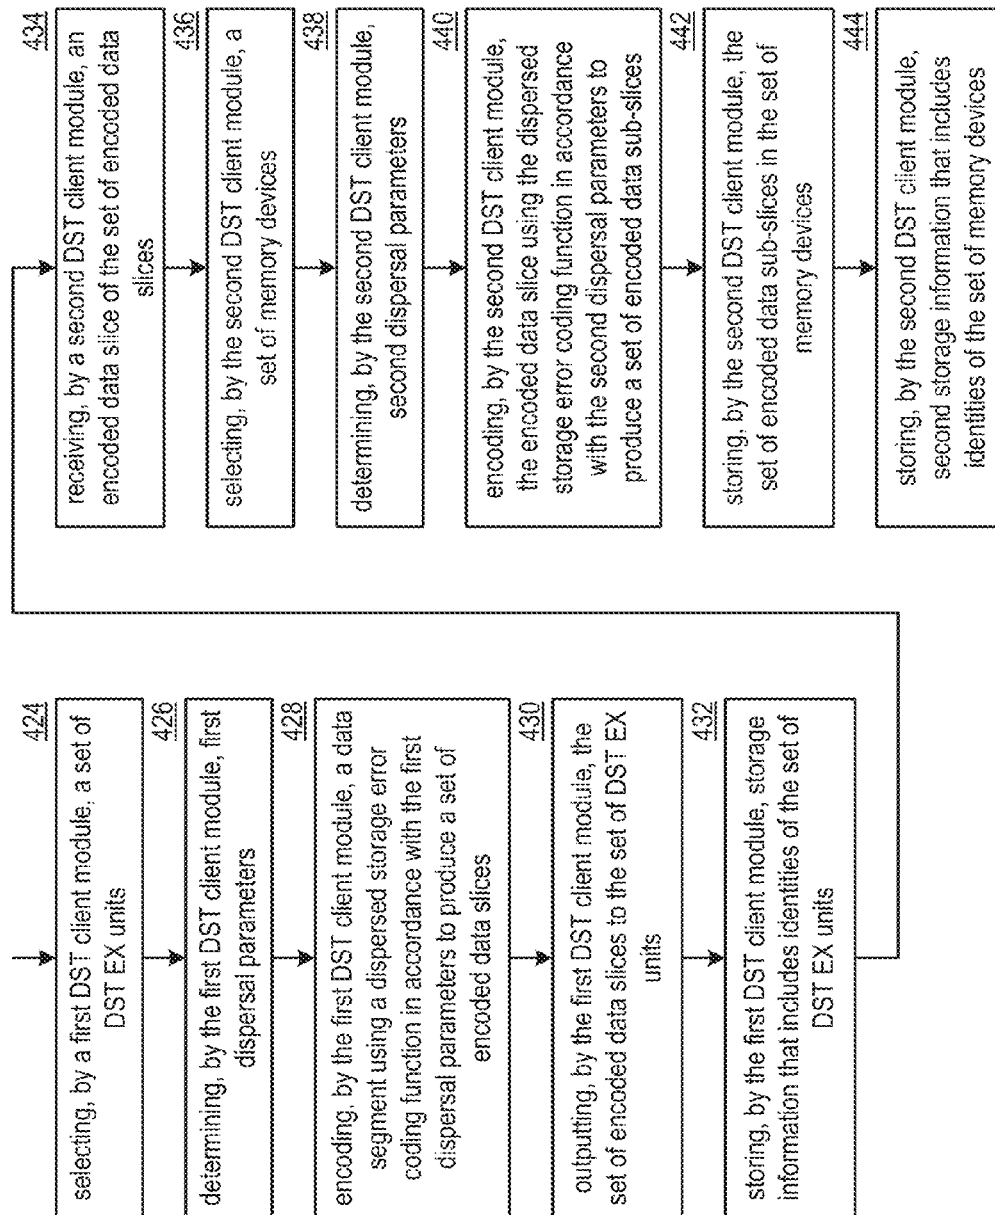 424
selecting, by a first DST client module, a set of
DST EX units
426
determining, by the first DST client module, first
dispersal parameters
428
encoding, by the first DST client module, a data
segment using a dispersed storage error
coding function in accordance with the first
dispersal parameters to produce a set of
encoded data slices
430
outputting, by the first DST client module, the
set of encoded data slices to the set of DST EX
units
432
storing, by the first DST client module, storage
information that includes identities of the set of
DST EX units
434
receiving, by a second DST client module, an
encoded data slice of the set of encoded data
slices
436
selecting, by the second DST client module, a
set of memory devices
438
determining, by the second DST client module,
second dispersal parameters
440
encoding, by the second DST client module,
the encoded data slice using the dispersed
storage error coding function in accordance
with the second dispersal parameters to
produce a set of encoded data sub-slices
442
storing, by the second DST client module, the
set of encoded data sub-slices in the set of
memory devices
444
storing, by the second DST client module,
second storage information that includes
identities of the set of memory devices